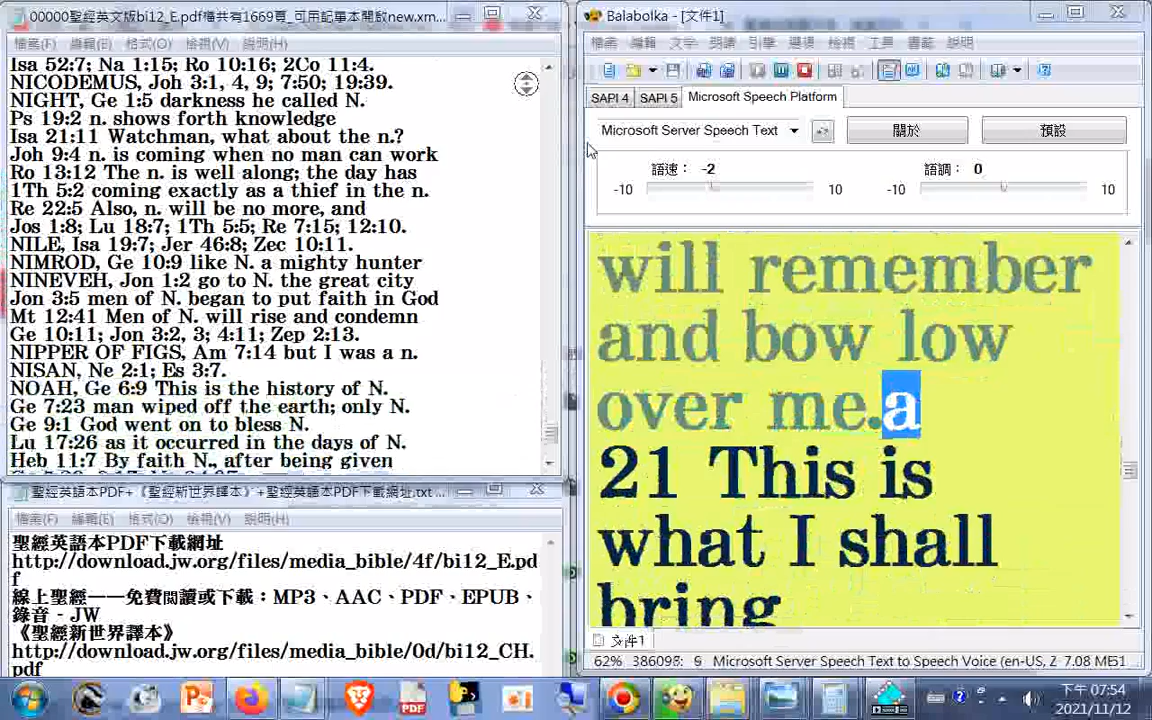 00000聖經英文版bi12_E.pdf檔共有1669頁_可用記事本開啟new.xm...
檔案(F) 編輯(E) 格式(O) 檢視(V) 說明(H)
Isa 52:7; Na 1:15; Ro 10:16; 2Co 11:4.
NICODEMUS, Joh 3:1, 4, 9; 7:50; 19:39.
NIGHT, Ge 1:5 darkness he called N.
Ps 19:2 n. shows forth knowledge
Isa 21:11 Watchman, what about the n.?
Joh 9:4 n. is coming when no man can work
Ro 13:12 The n. is well along; the day has
1Th 5:2 coming exactly as a thief in the n.
Re 22:5 Also, n. will be no more, and
Jos 1:8; Lu 18:7; 1Th 5:5; Re 7:15; 12:10.
NILE, Isa 19:7; Jer 46:8; Zec 10:11.
NIMROD, Ge 10:9 like N. a mighty hunter
NINEVEH, Jon 1:2 go to N. the great city
Jon 3:5 men of N. began to put faith in God
Mt 12:41 Men of N. will rise and condemn
Ge 10:11; Jon 3:2, 3; 4:11; Zep 2:13.
NIPPER OF FIGS, Am 7:14 but I was a n.
NISAN, Ne 2:1; Es 3:7.
NOAH, Ge 6:9 This is the history of N.
Ge 7:23 man wiped off the earth; only N.
Ge 9:1 God went on to bless N.
Lu 17:26 as it occurred in the days of N.
Heb 11:7 By faith N., after being given
聖經英語本PDF+《聖經新世界譯本》+聖經英語本PDF下載網址.txt ...
檔案(F) 編輯(E) 格式(O) 檢視(V) 說明(H)
聖經英語本PDF下載網址
http://download.jw.org/files/media_bible/4f/bi12_E.pd
f
線上聖經——免費閱讀或下載：MP3、AAC、PDF、EPUB、
錄音 - JW
《聖經新世界譯本》
http://download.jw.org/files/media_bible/0d/bi12_CH.
pdf
Balabolka - [文件1]
檔案 編輯 文字 朗讀 引擎 選項 檢視 工具 書籤 說明
SAPI 4 SAPI 5 Microsoft Speech Platform
Microsoft Server Speech Text 關於 預設
語速： -2 語調： 0
-10 10 -10 10
will remember
and bow low
over me.a
21 This is
what I shall
bring
文件1
62% Microsoft Server Speech Text to Speech Voice (en-US, Z 7.08 ME51
下午 07:54
2021/11/12